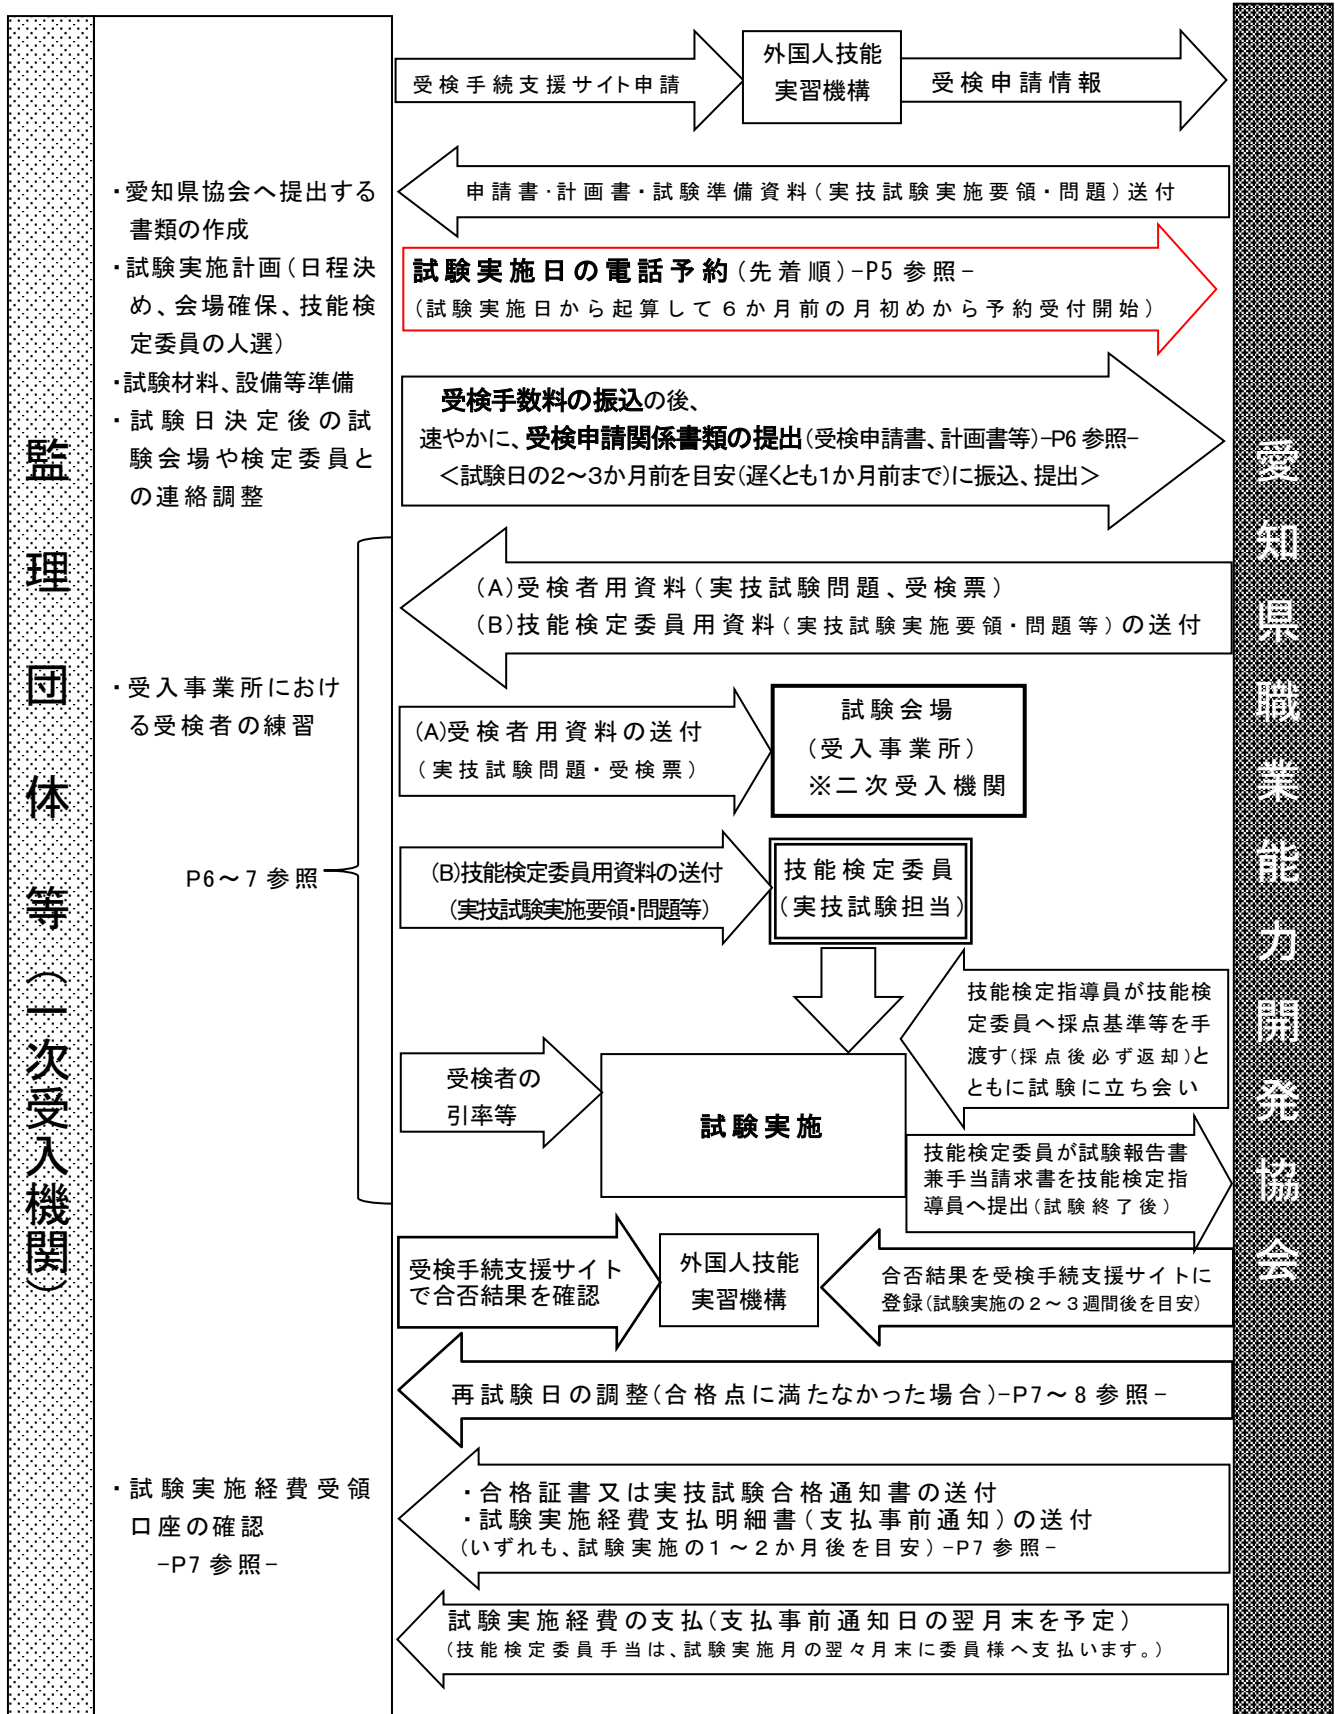 監理団体等（一次受入機関）
愛知県職業能力開発協会
受検手続支援サイト申請
外国人技能
実習機構
受検申請情報
・愛知県協会へ提出する
書類の作成
・試験実施計画（日程決
め、会場確保、技能検
定委員の人選）
・試験材料、設備等準備
・試験日決定後の試
験会場や検定委員と
の連絡調整
申請書・計画書・試験準備資料（実技試験実施要領・問題）送付
試験実施日の電話予約（先着順）－P5 参照－
（試験実施日から起算して６か月前の月初めから予約受付開始）
受検手数料の振込の後、
速やかに、受検申請関係書類の提出（受検申請書、計画書等）－P6 参照－
＜試験日の２～３か月前を目安（遅くとも１か月前まで）に振込、提出＞
(A)受検者用資料（実技試験問題、受検票）
(B)技能検定委員用資料（実技試験実施要領・問題等）の送付
・受入事業所におけ
る受検者の練習
(A)受検者用資料の送付
（実技試験問題・受検票）
試験会場
（受入事業所）
※二次受入機関
P6～7 参照
(B)技能検定委員用資料の送付
（実技試験実施要領・問題等）
技能検定委員
（実技試験担当）
技能検定指導員が技能検
定委員へ採点基準等を手
渡す（採点後必ず返却）と
ともに試験に立ち会い
受検者の
引率等
試験実施
技能検定委員が試験報告書
兼手当請求書を技能検定指
導員へ提出（試験終了後）
受検手続支援サイト
で合否結果を確認
外国人技能
実習機構
合否結果を受検手続支援サイトに
登録（試験実施の２～３週間後を目安）
再試験日の調整（合格点に満たなかった場合）－P7～8 参照－
・試験実施経費受領
口座の確認
－P7 参照－
・合格証書又は実技試験合格通知書の送付
・試験実施経費支払明細書（支払事前通知）の送付
（いずれも、試験実施の１～２か月後を目安）－P7 参照－
試験実施経費の支払（支払事前通知日の翌月末を予定）
（技能検定委員手当は、試験実施月の翌々月末に委員様へ支払います。）